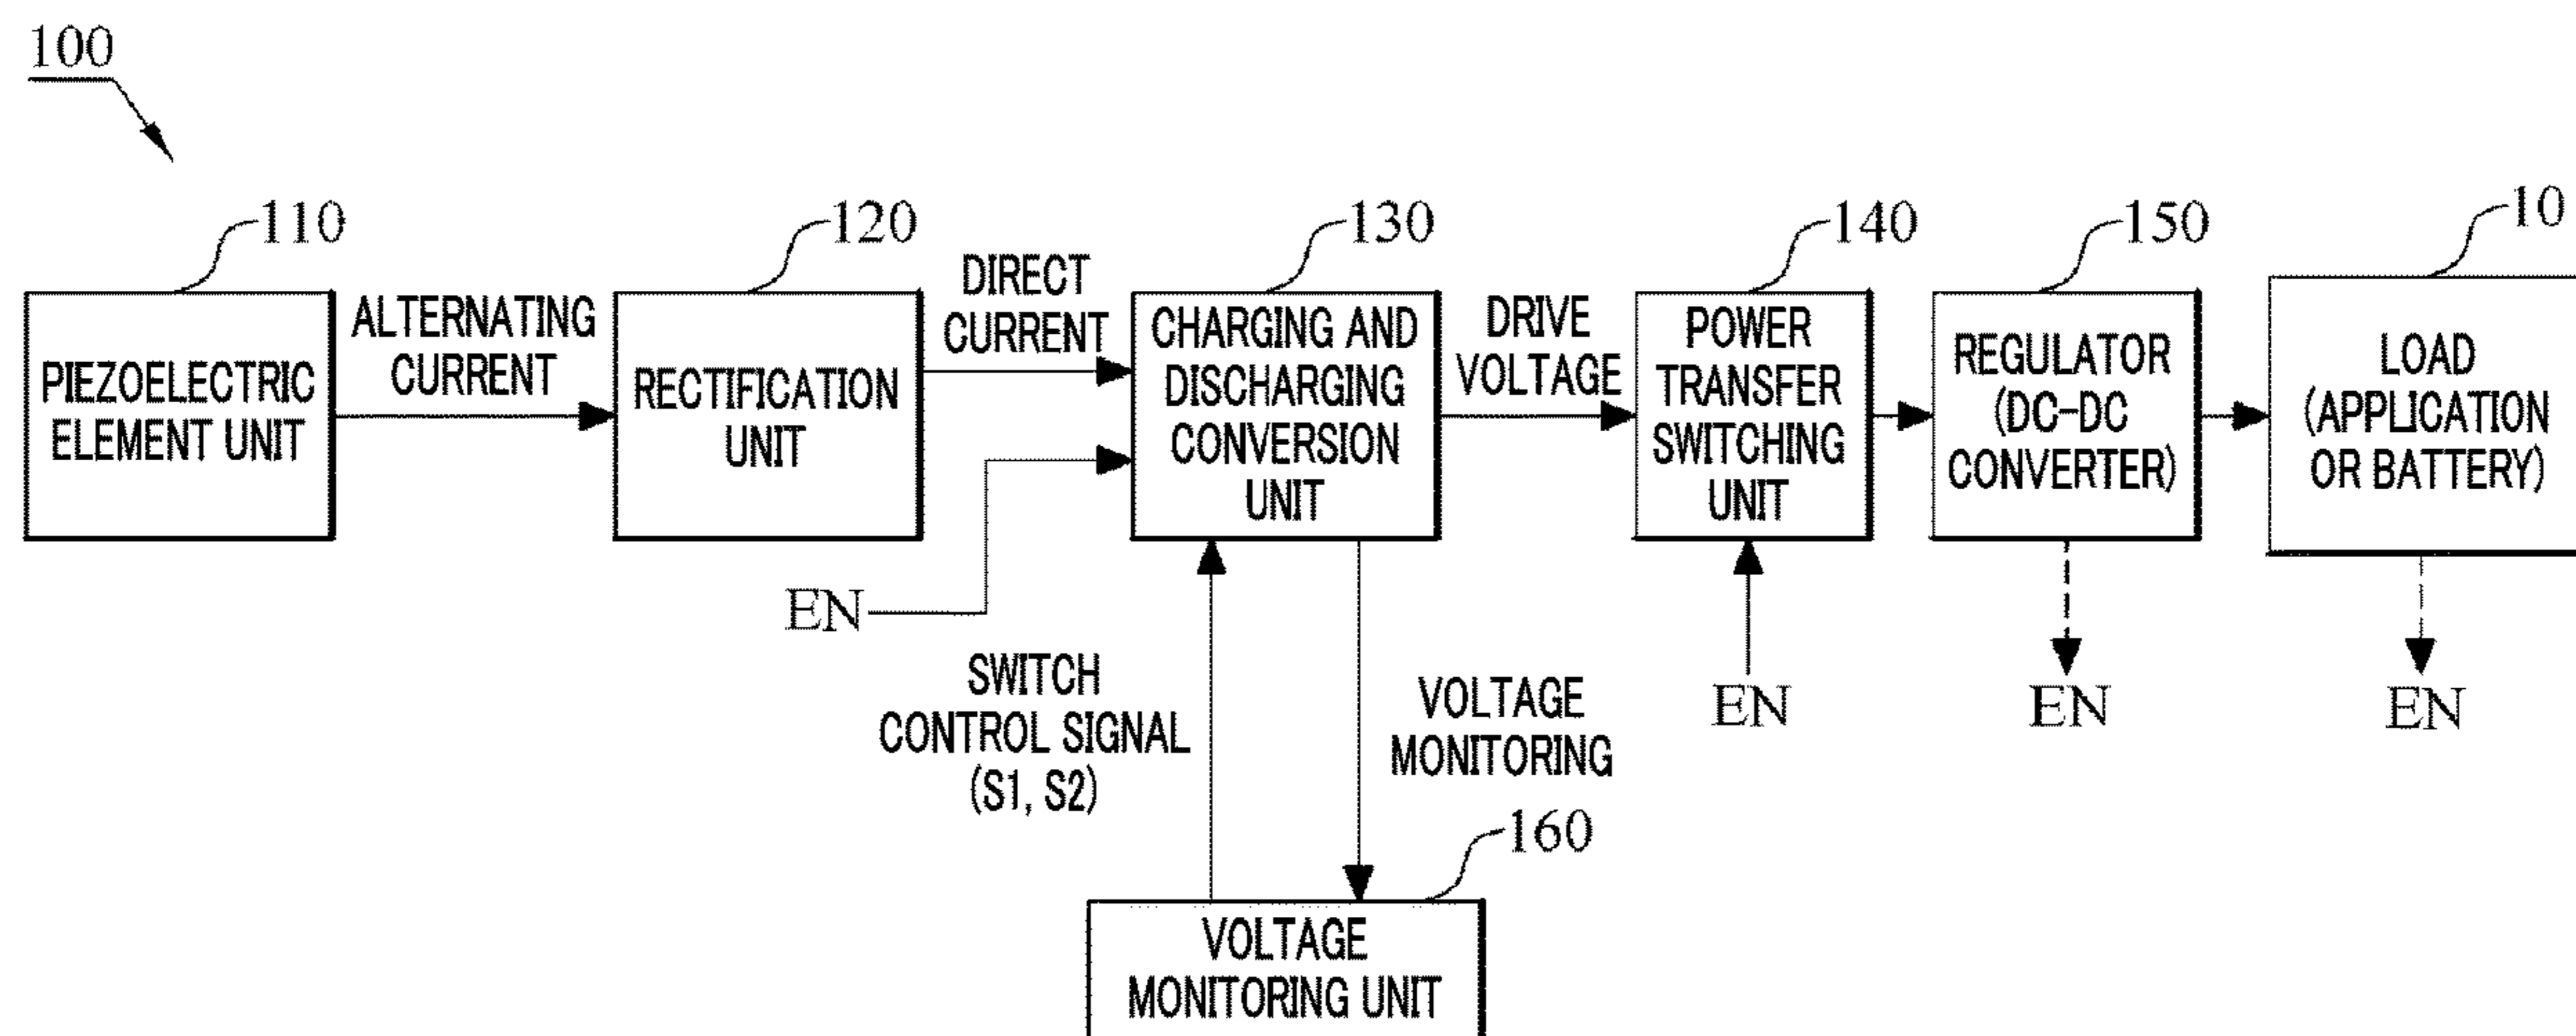 100
110
120
130
140
150
10
PIEZOELECTRIC
ELEMENT UNIT
ALTERNATING
CURRENT
RECTIFICATION
UNIT
DIRECT
CURRENT
CHARGING AND
DISCHARGING
CONVERSION
UNIT
DRIVE
VOLTAGE
POWER
TRANSFER
SWITCHING
UNIT
REGULATOR
(DC-DC
CONVERTER)
LOAD
(APPLICATION
OR BATTERY)
EN
SWITCH
CONTROL SIGNAL
(S1, S2)
VOLTAGE
MONITORING
EN
EN
EN
160
VOLTAGE
MONITORING UNIT